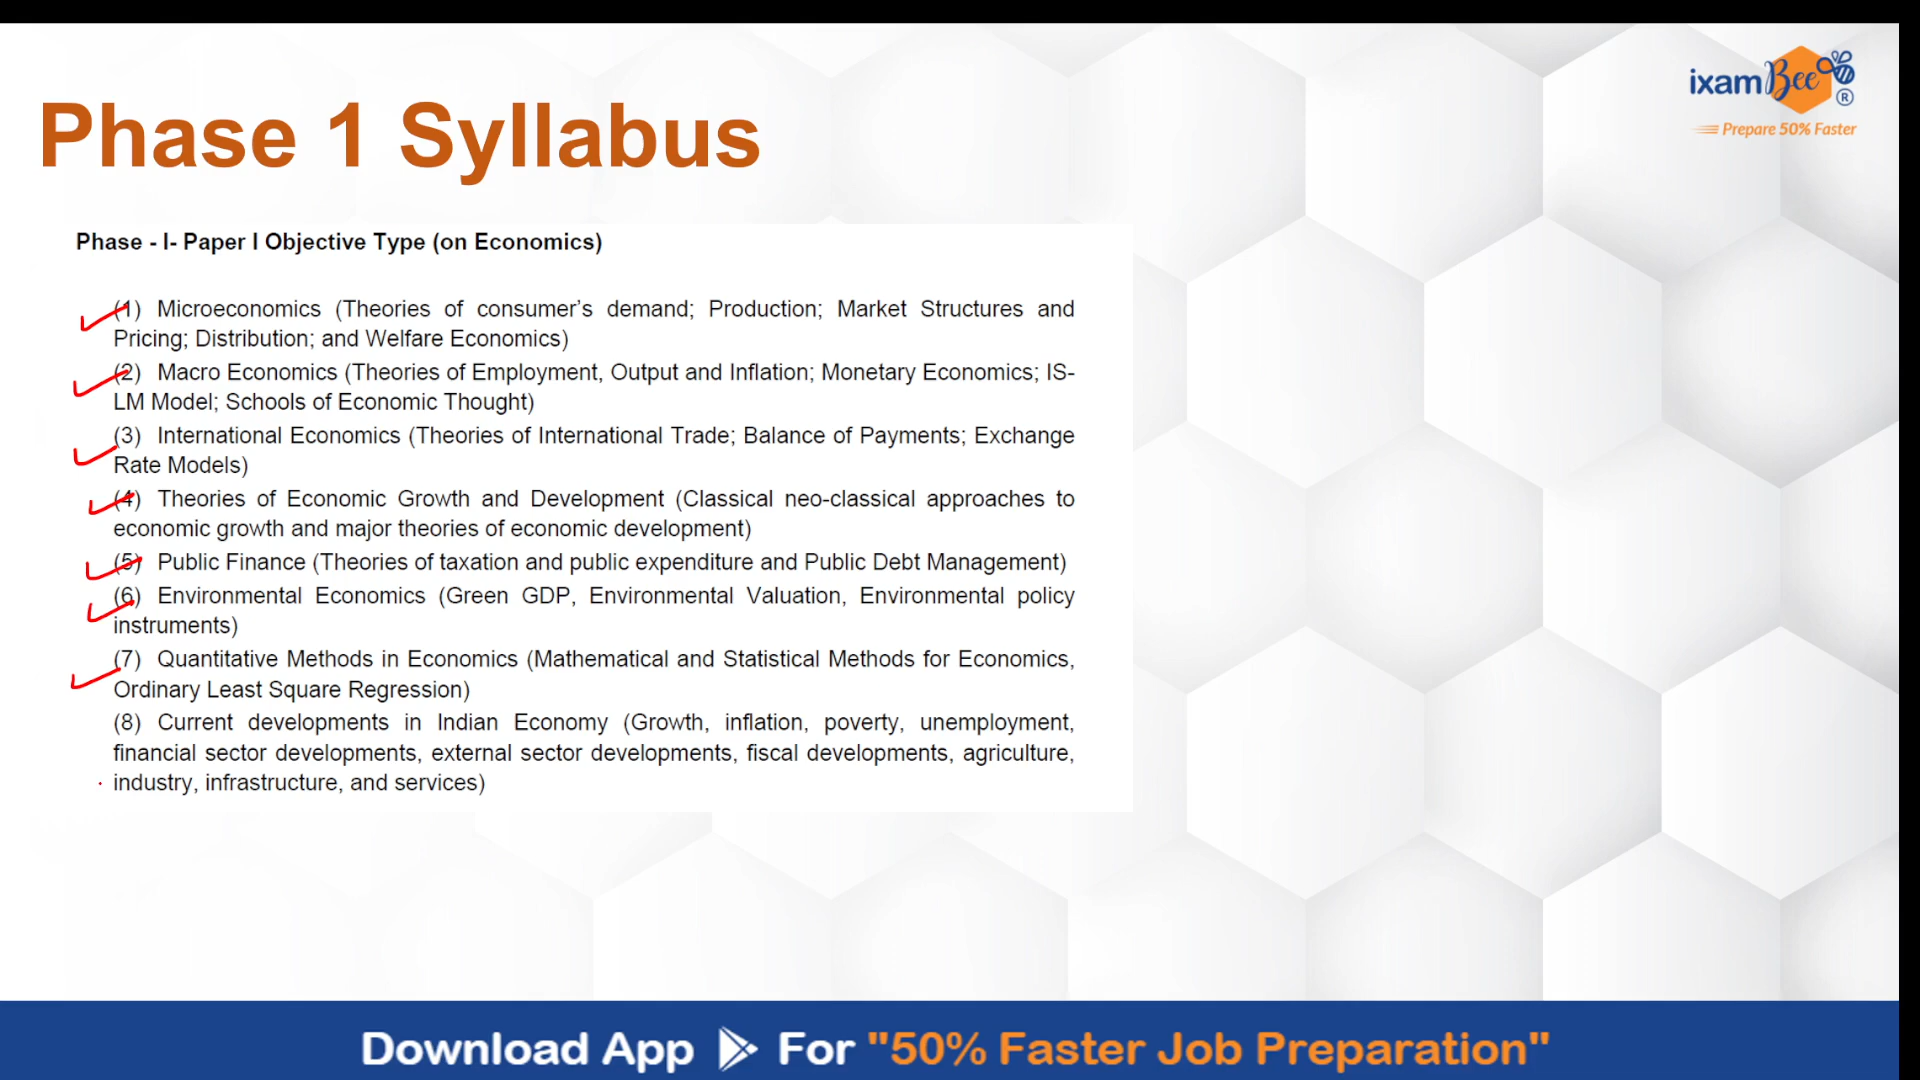 ixamBee
®
Prepare 50% Faster
Phase 1 Syllabus
Phase - I- Paper I Objective Type (on Economics)
(1) Microeconomics (Theories of consumer's demand; Production; Market Structures and
Pricing; Distribution; and Welfare Economics)
(2) Macro Economics (Theories of Employment, Output and Inflation; Monetary Economics; IS-
LM Model; Schools of Economic Thought)
(3) International Economics (Theories of International Trade; Balance of Payments; Exchange
Rate Models)
(4) Theories of Economic Growth and Development (Classical neo-classical approaches to
economic growth and major theories of economic development)
(5) Public Finance (Theories of taxation and public expenditure and Public Debt Management)
(6) Environmental Economics (Green GDP, Environmental Valuation, Environmental policy
instruments)
(7) Quantitative Methods in Economics (Mathematical and Statistical Methods for Economics,
Ordinary Least Square Regression)
(8) Current developments in Indian Economy (Growth, inflation, poverty, unemployment,
financial sector developments, external sector developments, fiscal developments, agriculture,
industry, infrastructure, and services)
Download App For "50% Faster Job Preparation"